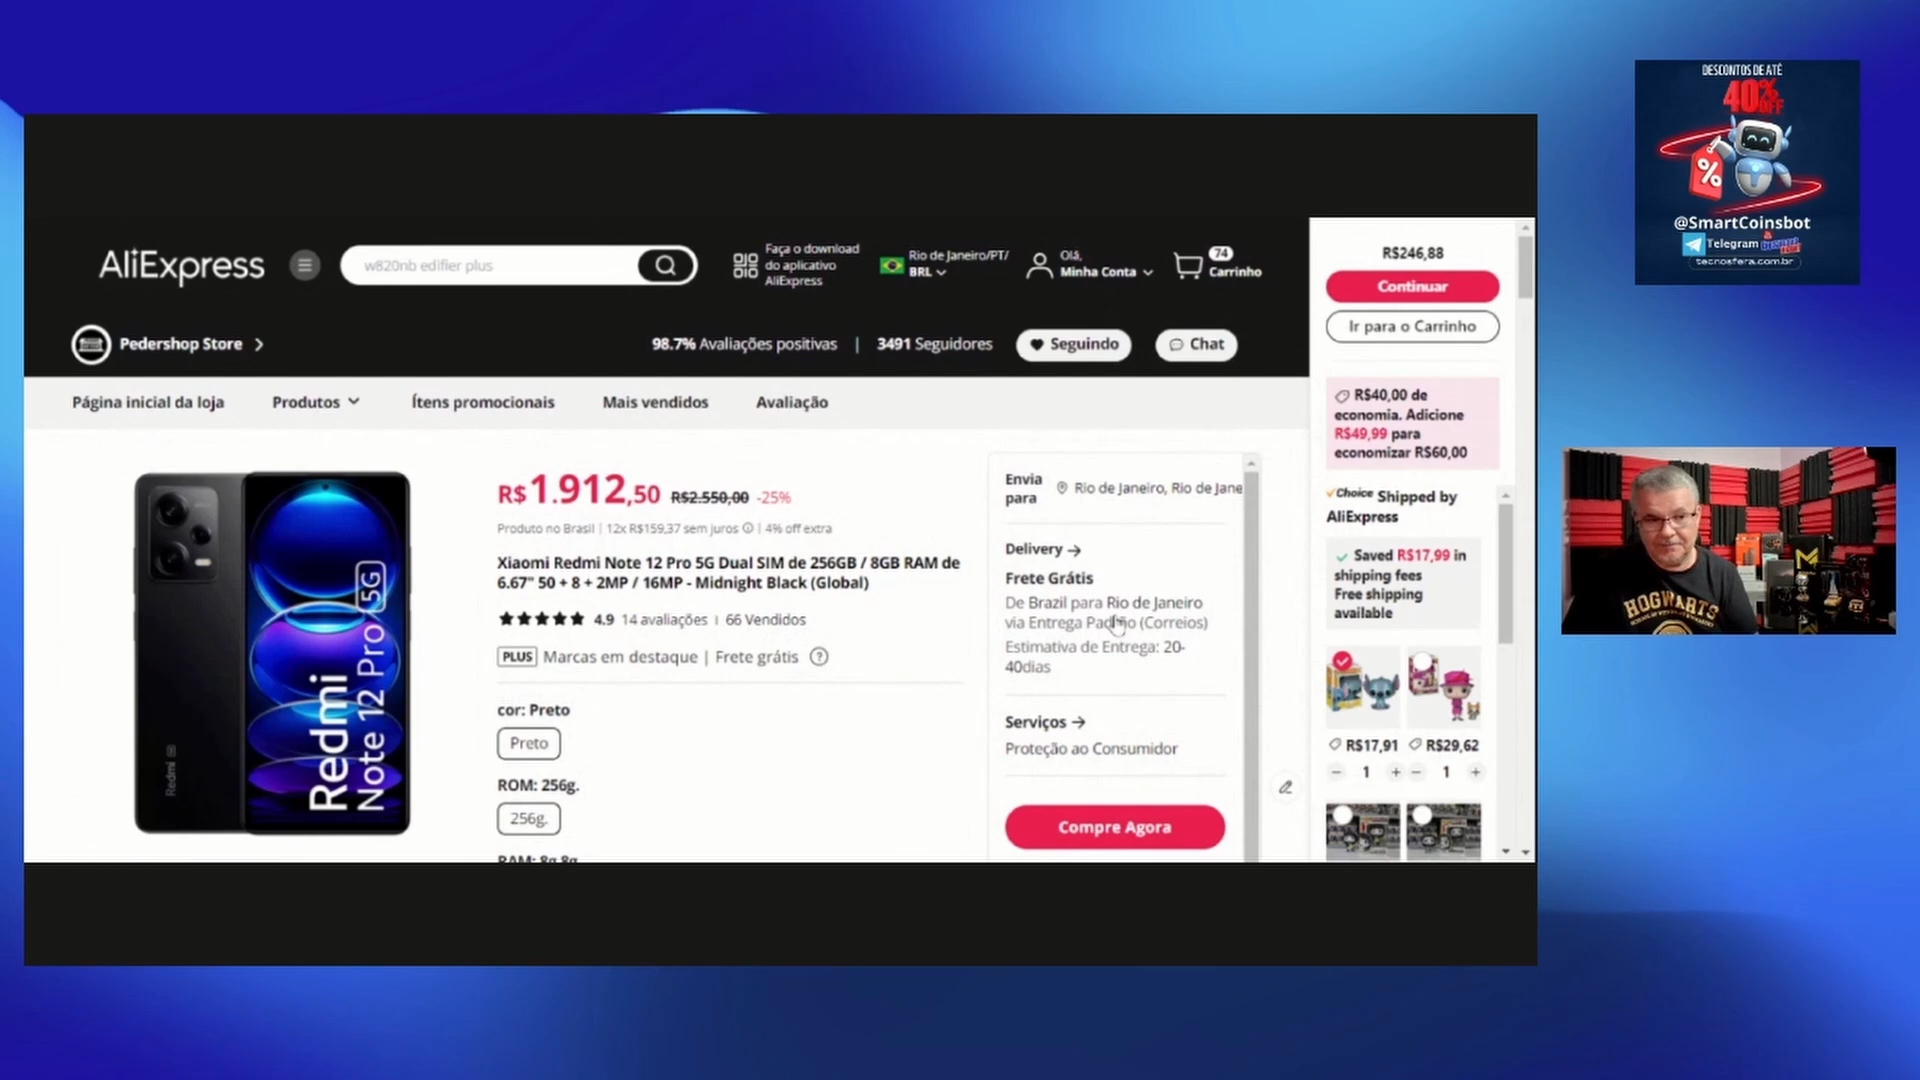 DESCONTOS DE ATÉ
40%
OFF
%
@SmartCoinsbot
Telegram
tecnosfera.com.br
AliExpress
w820nb edifier plus
Faça o download
do aplicativo
AliExpress
Rio de Janeiro/PT/
BRL
Olá,
Minha Conta
74
Carrinho
Pedershop Store
98.7% Avaliações positivas | 3491 Seguidores
Seguindo
Chat
Página inicial da loja
Produtos
Ítens promocionais
Mais vendidos
Avaliação
Redmi
Redmi
Note 12 Pro 5G
R$1.912,50 R$2.550,00 -25%
Produto no Brasil | 12x R$159,37 sem juros | 4% off extra
Xiaomi Redmi Note 12 Pro 5G Dual SIM de 256GB / 8GB RAM de
6.67" 50 + 8 + 2MP / 16MP - Midnight Black (Global)
4.9 14 avaliações | 66 Vendidos
PLUS Marcas em destaque | Frete grátis ?
cor: Preto
Preto
ROM: 256g.
256g.
RAM: 8g 8g
Envia
para
Rio de Janeiro, Rio de Jane
Delivery →
Frete Grátis
De Brazil para Rio de Janeiro
via Entrega Padrão (Correios)
Estimativa de Entrega: 20-
40dias
Serviços →
Proteção ao Consumidor
Compre Agora
R$246,88
Continuar
Ir para o Carrinho
R$40,00 de
economia. Adicione
R$49,99 para
economizar R$60,00
Choice Shipped by
AliExpress
Saved R$17,99 in
shipping fees
Free shipping
available
R$17,91 R$29,62
− 1 + − 1 +
HOGWARTS